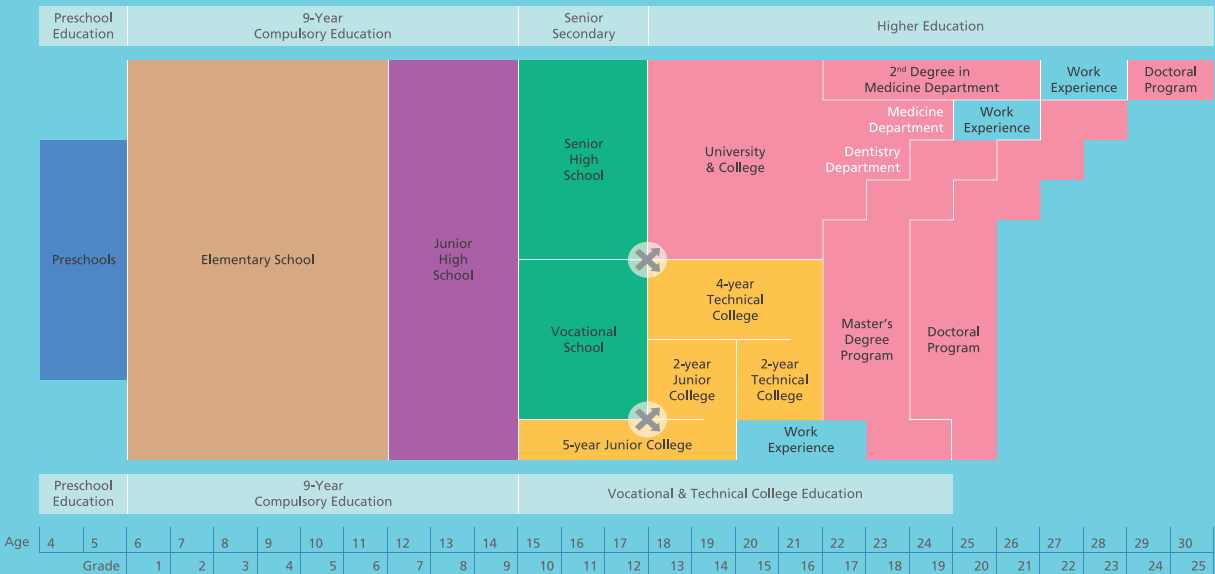 Preschool
Education
9-Year
Compulsory Education
Senior
Secondary
Higher Education
2nd Degree in
Medicine Department
Work
Experience
Doctoral
Program
Medicine
Department
Work
Experience
Senior
High
School
University
& College
Dentistry
Department
Preschools
Elementary School
Junior
High
School
4-year
Technical
College
Vocational
School
Master's
Degree
Program
Doctoral
Program
2-year
Junior
College
2-year
Technical
College
5-year Junior College
Work
Experience
Preschool
Education
9-Year
Compulsory Education
Vocational & Technical College Education
Age 4 5 6 7 8 9 10 11 12 13 14 15 16 17 18 19 20 21 22 23 24 25 26 27 28 29 30
Grade 1 2 3 4 5 6 7 8 9 10 11 12 13 14 15 16 17 18 19 20 21 22 23 24 25